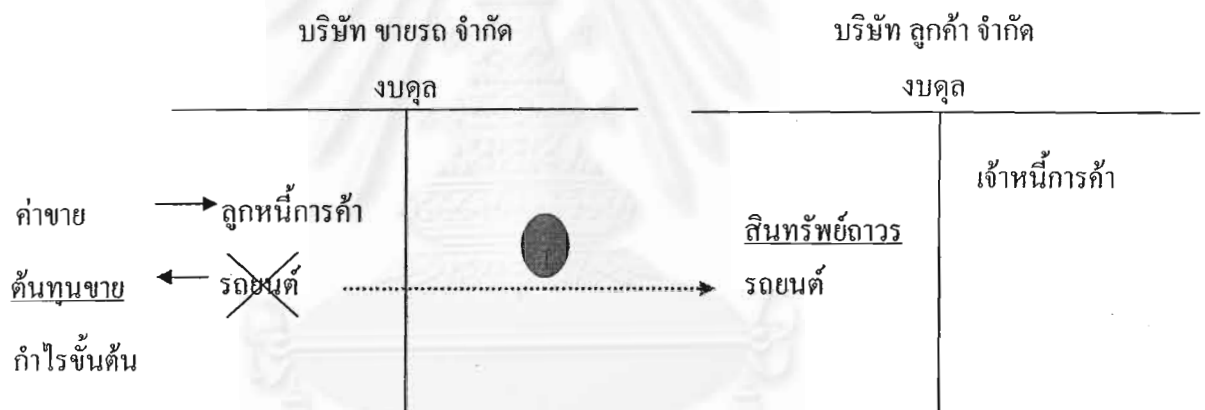 บริษัท ขายรถ จำกัด
บริษัท ลูกค้า จำกัด
งบดุล
งบดุล
เจ้าหนี้การค้า
ค่าขาย
ลูกหนี้การค้า
สินทรัพย์ถาวร
ต้นทุนขาย
รถยนต์
รถยนต์
กำไรขั้นต้น